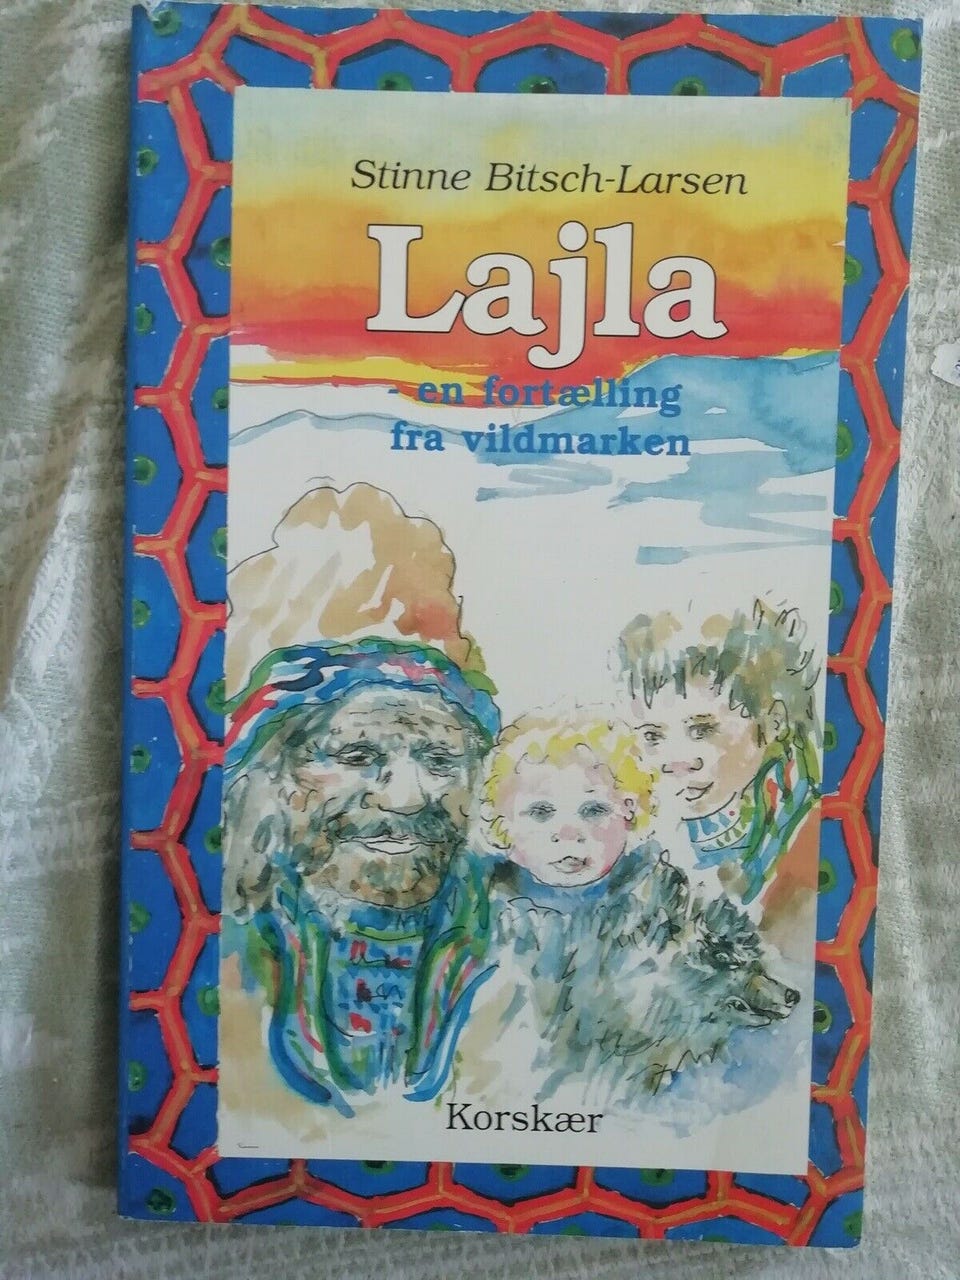 Stinne Bitsch-Larsen
Lajla
- en fortælling
fra vildmarken
Korskær